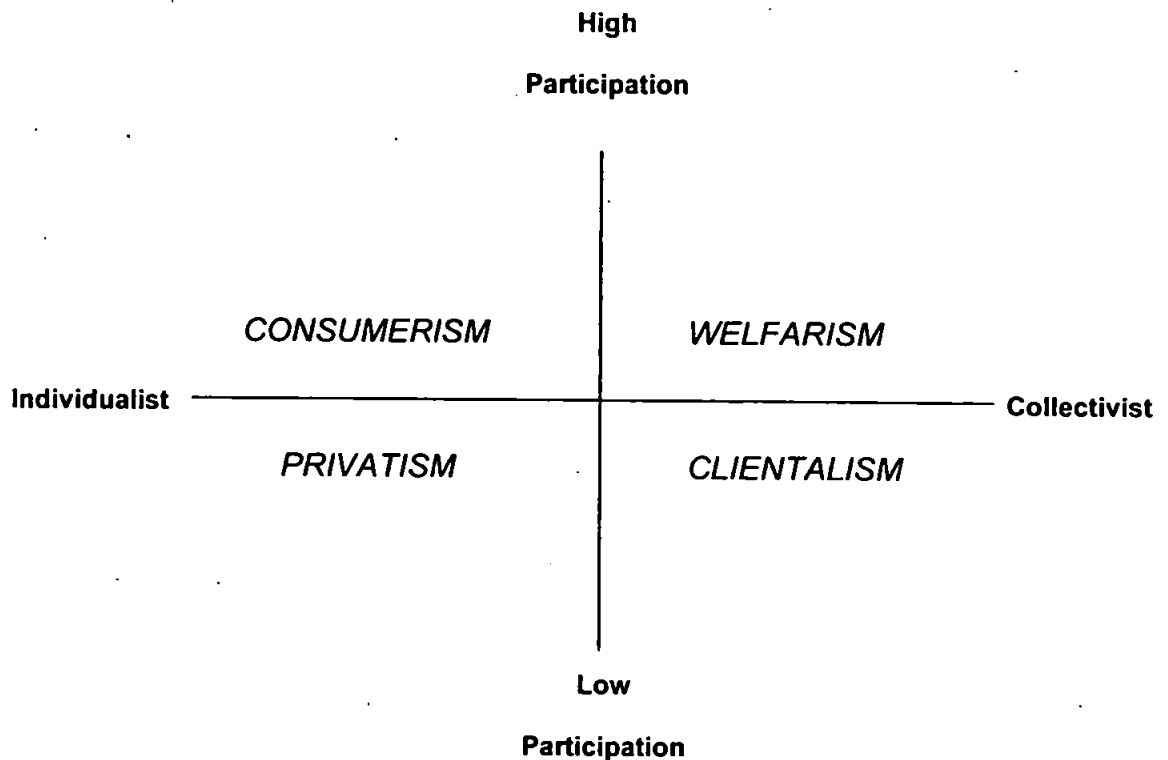 High
Participation
CONSUMERISM WELFARISM
Individualist Collectivist
PRIVATISM CLIENTALISM
Low
Participation